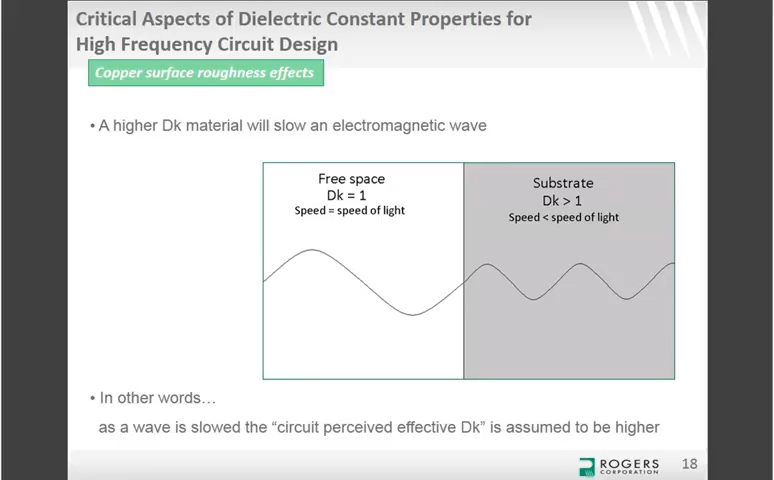 Critical Aspects of Dielectric Constant Properties for
High Frequency Circuit Design
Copper surface roughness effects
• A higher Dk material will slow an electromagnetic wave
Free space
Dk = 1
Speed = speed of light
Substrate
Dk > 1
Speed < speed of light
• In other words…
as a wave is slowed the “circuit perceived effective Dk” is assumed to be higher
ROGERS
CORPORATION
18